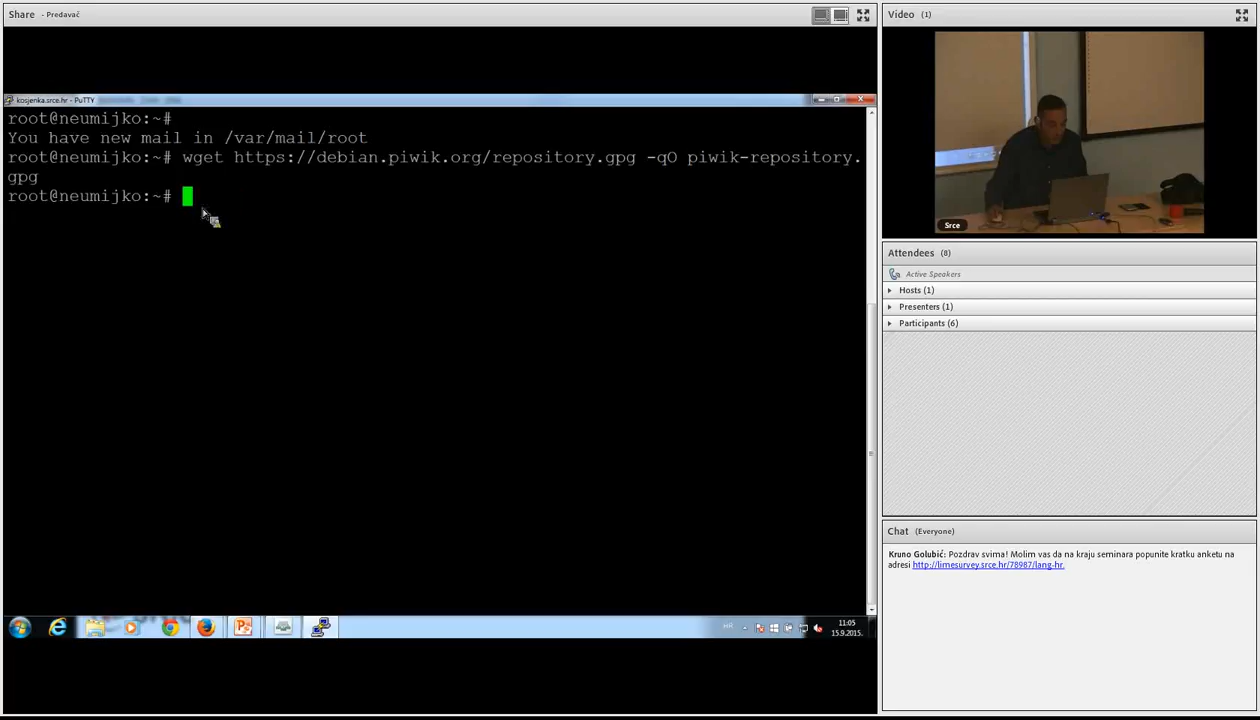 Share - Predavač
kosjenka.srce.hr - PuTTY
root@neumijko:~#
You have new mail in /var/mail/root
root@neumijko:~# wget https://debian.piwik.org/repository.gpg -qO piwik-repository.
gpg
root@neumijko:~#
HR
11:05
15.9.2015.
Video (1)
Srce
Attendees (8)
Active Speakers
Hosts (1)
Presenters (1)
Participants (6)
Chat (Everyone)
Kruno Golubić: Pozdrav svima! Molim vas da na kraju seminara popunite kratku anketu na
adresi http://limesurvey.srce.hr/78987/lang-hr.